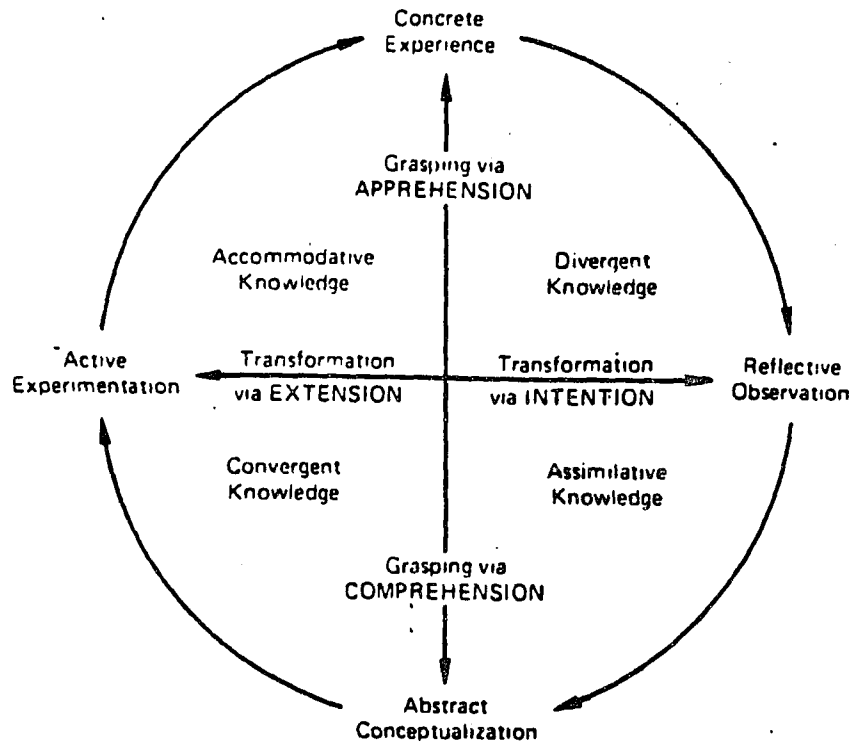 Concrete
Experience
Grasping via
APPREHENSION
Accommodative
Knowledge
Divergent
Knowledge
Active
Experimentation
Transformation
via EXTENSION
Transformation
via INTENTION
Reflective
Observation
Convergent
Knowledge
Assimilative
Knowledge
Grasping via
COMPREHENSION
Abstract
Conceptualization